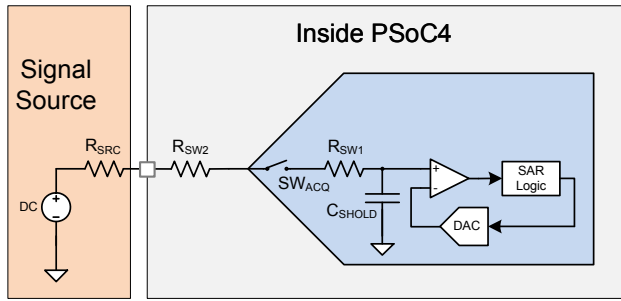 Inside PSoC4
Signal
Source
RSRC
RSW2
RSW1
SWACQ
CSHOLD
DC
+
-
+
-
SAR
Logic
DAC